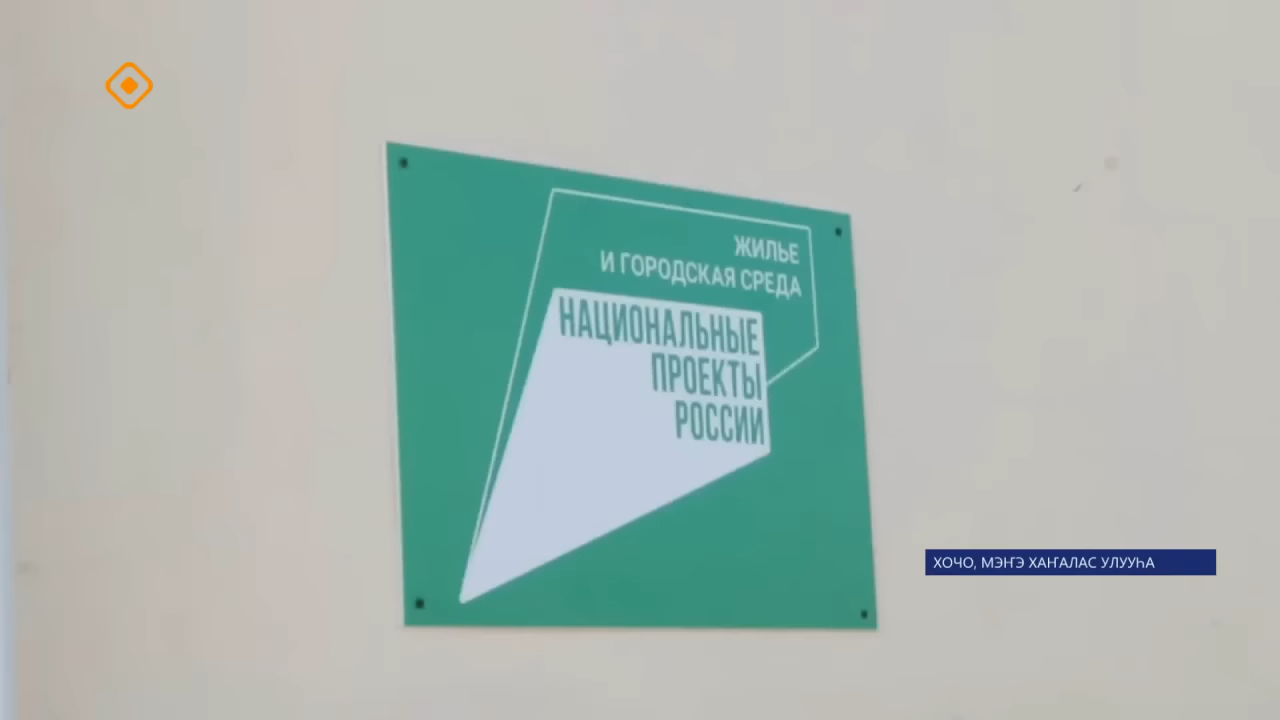 ЖИЛЬЕ
И ГОРОДСКАЯ СРЕДА
НАЦИОНАЛЬНЫЕ
ПРОЕКТЫ
РОССИИ
ХОЧО, МЭҤЭ ХАҤАЛАС УЛУУҺА